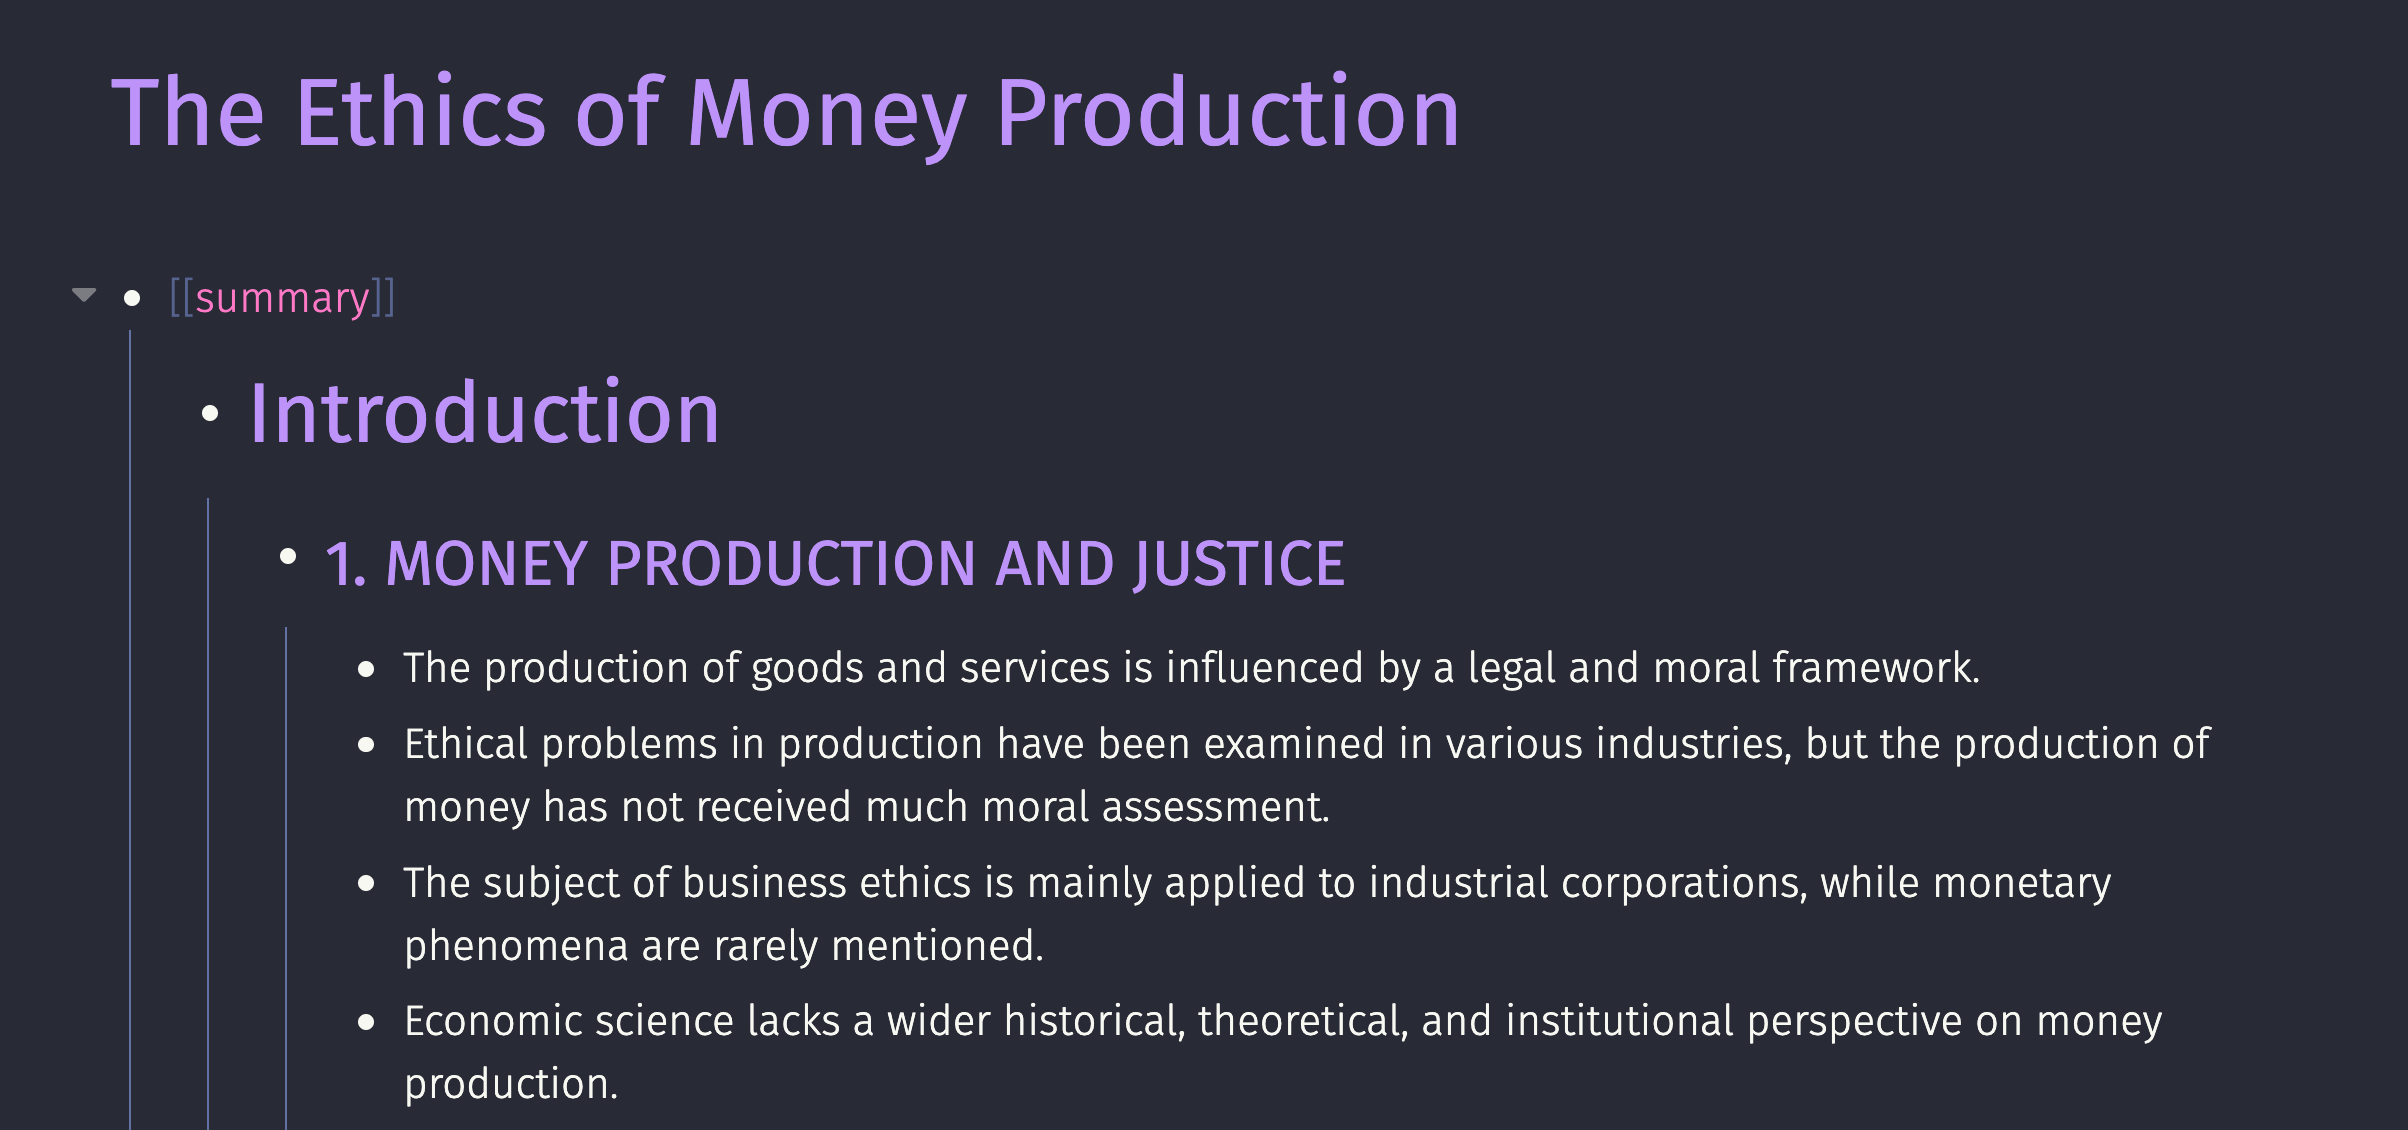 The Ethics of Money Production
[[summary]]
Introduction
1. MONEY PRODUCTION AND JUSTICE
The production of goods and services is influenced by a legal and moral framework.
Ethical problems in production have been examined in various industries, but the production of
money has not received much moral assessment.
The subject of business ethics is mainly applied to industrial corporations, while monetary
phenomena are rarely mentioned.
Economic science lacks a wider historical, theoretical, and institutional perspective on money
production.